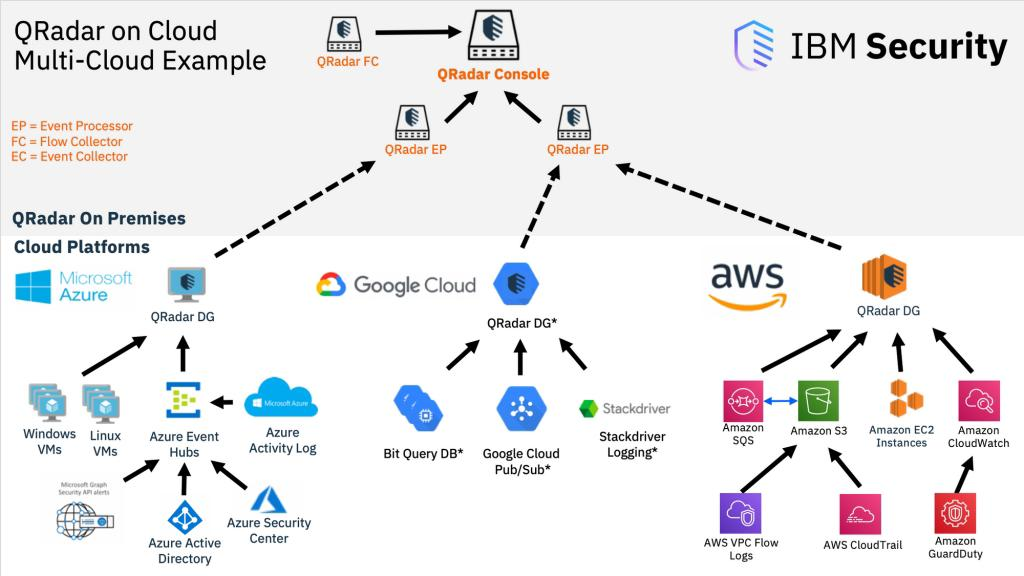 QRadar on Cloud
Multi-Cloud Example
QRadar FC
QRadar Console
IBM Security
EP = Event Processor
FC = Flow Collector
EC = Event Collector
QRadar EP
QRadar EP
QRadar On Premises
Cloud Platforms
Microsoft
Azure
QRadar DG
Google Cloud
QRadar DG*
aws
QRadar DG
Windows
VMs
Linux
VMs
Azure Event
Hubs
Microsoft Azure
Azure
Activity Log
Bit Query DB*
Google Cloud
Pub/Sub*
Stackdriver
Stackdriver
Logging*
Amazon
SQS
Amazon S3
Amazon EC2
Instances
Amazon
CloudWatch
Microsoft Graph
Security API alerts
Azure Active
Directory
Azure Security
Center
AWS VPC Flow
Logs
AWS CloudTrail
Amazon
GuardDuty